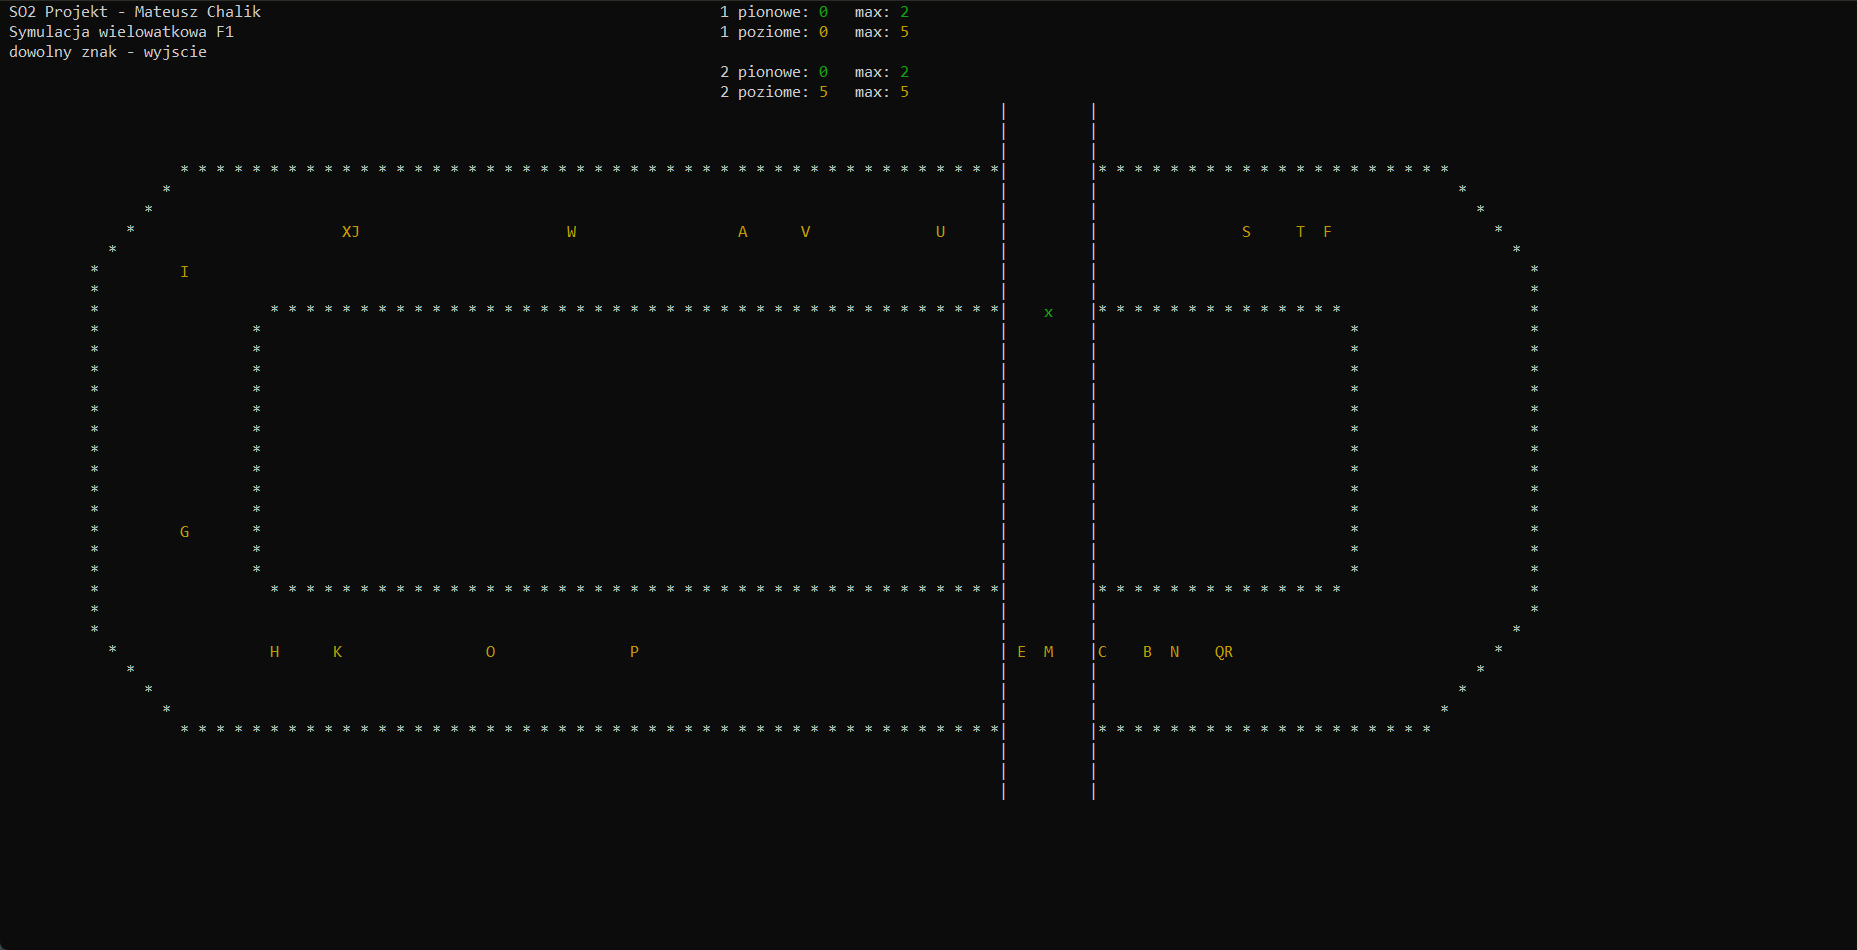 SO2 Projekt - Mateusz Chalik
Symulacja wielowatkowa F1
dowolny znak - wyjscie
1 pionowe: 0 max: 2
1 poziome: 0 max: 5
2 pionowe: 0 max: 2
2 poziome: 5 max: 5
XJ W A V U S T F
I
x
G
H K O P E M C B N QR